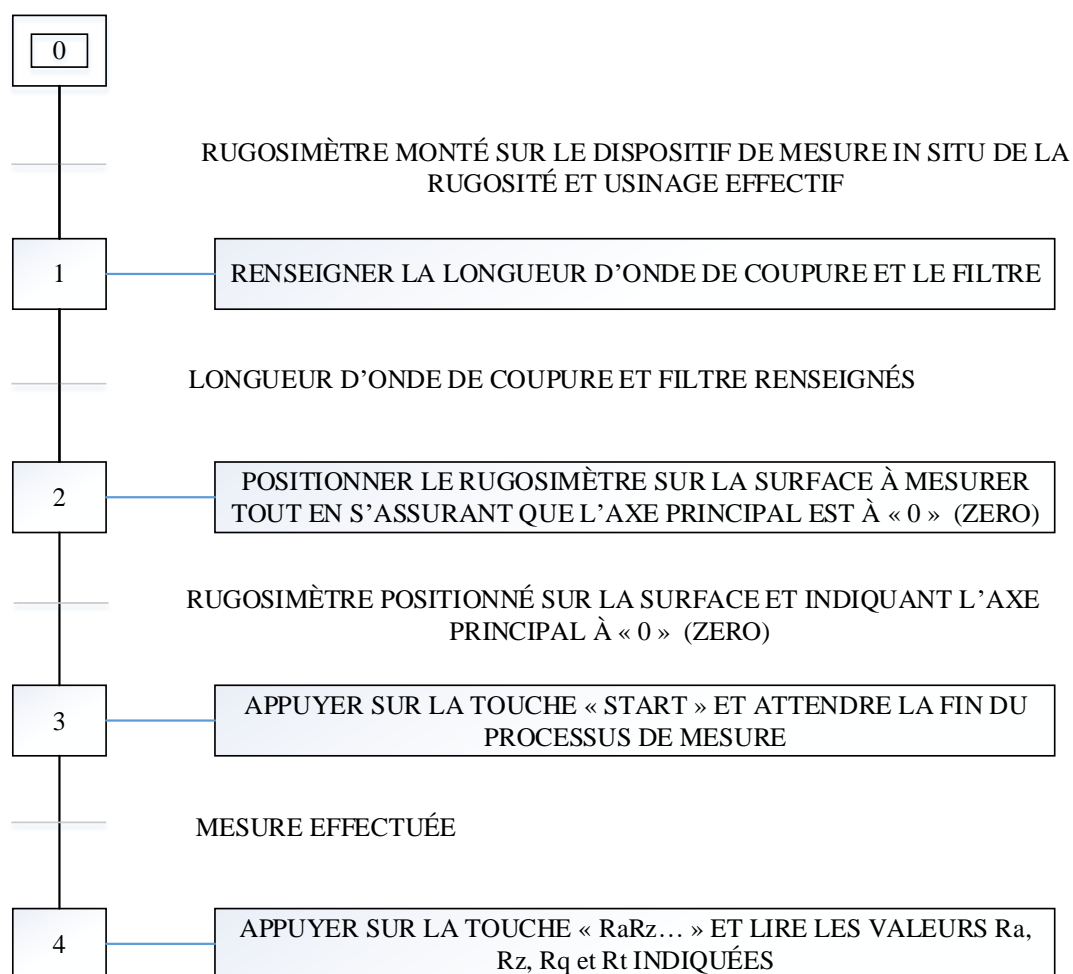 0
RUGOSIMÈTRE MONTÉ SUR LE DISPOSITIF DE MESURE IN SITU DE LA
RUGOSITÉ ET USINAGE EFFECTIF
1
RENSEIGNER LA LONGUEUR D'ONDE DE COUPURE ET LE FILTRE
LONGUEUR D'ONDE DE COUPURE ET FILTRE RENSEIGNÉS
2
POSITIONNER LE RUGOSIMÈTRE SUR LA SURFACE À MESURER
TOUT EN S'ASSURANT QUE L'AXE PRINCIPAL EST À « 0 » (ZERO)
RUGOSIMÈTRE POSITIONNÉ SUR LA SURFACE ET INDIQUANT L'AXE
PRINCIPAL À « 0 » (ZERO)
3
APPUYER SUR LA TOUCHE « START » ET ATTENDRE LA FIN DU
PROCESSUS DE MESURE
MESURE EFFECTUÉE
4
APPUYER SUR LA TOUCHE « RaRz… » ET LIRE LES VALEURS Ra,
Rz, Rq et Rt INDIQUÉES